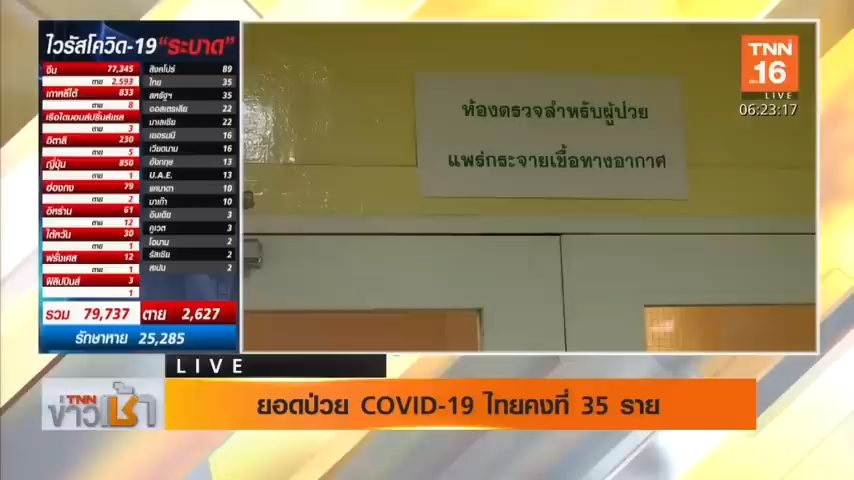 ไวรัสโควิด-19 "ระบาด"
จีน 77,345
ตาย 2,593
เกาหลีใต้ 833
ตาย 8
เรือไดมอนด์ปริ๊นส์เซส
ตาย 3
อิตาลี 230
ตาย 5
ญี่ปุ่น 850
ตาย 1
ฮ่องกง 79
ตาย 2
อิหร่าน 61
ตาย 12
ไต้หวัน 30
ตาย 1
ฝรั่งเศส 12
ตาย 1
ฟิลิปปินส์ 3
1
สิงคโปร์ 89
ไทย 35
สหรัฐฯ 35
ออสเตรเลีย 22
มาเลเซีย 22
เยอรมนี 16
เวียดนาม 16
อังกฤษ 13
U.A.E. 13
แคนาดา 10
มาเก๊า 10
อินเดีย 3
คูเวต 3
โอมาน 2
รัสเซีย 2
สเปน 2
รวม 79,737 ตาย 2,627
รักษาหาย 25,285
ห้องตรวจสำหรับผู้ป่วย
แพร่กระจายเชื้อทางอากาศ
TNN
16
LIVE
06:23:17
LIVE
TNN
ข่าวเช้า
ยอดป่วย COVID-19 ไทยคงที่ 35 ราย